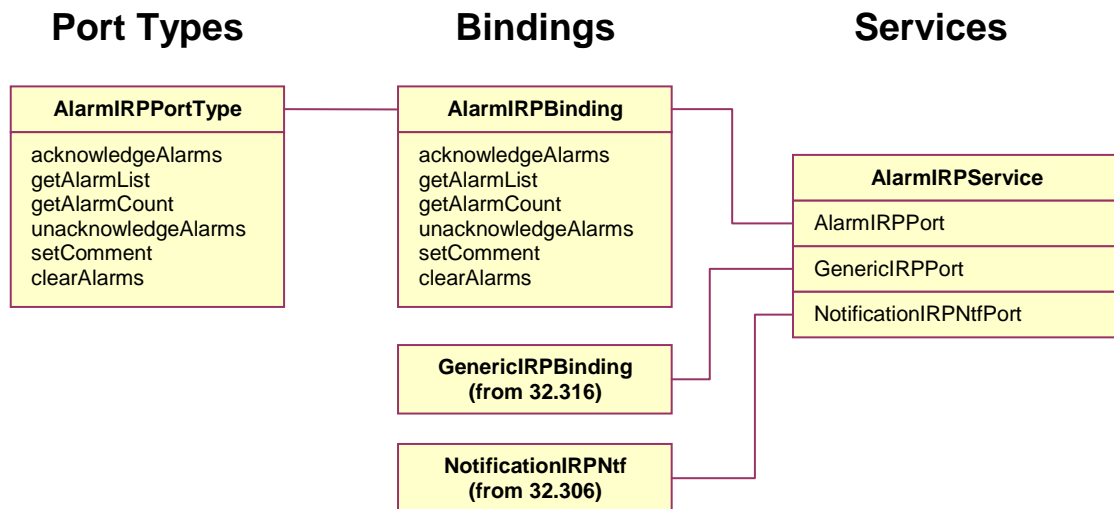 Port Types
Bindings
Services
AlarmIRPPortType
acknowledgeAlarms
getAlarmList
getAlarmCount
unacknowledgeAlarms
setComment
clearAlarms
AlarmIRPBinding
acknowledgeAlarms
getAlarmList
getAlarmCount
unacknowledgeAlarms
setComment
clearAlarms
GenericIRPBinding
(from 32.316)
NotificationIRPNtf
(from 32.306)
AlarmIRPService
AlarmIRPPort
GenericIRPPort
NotificationIRPNtfPort